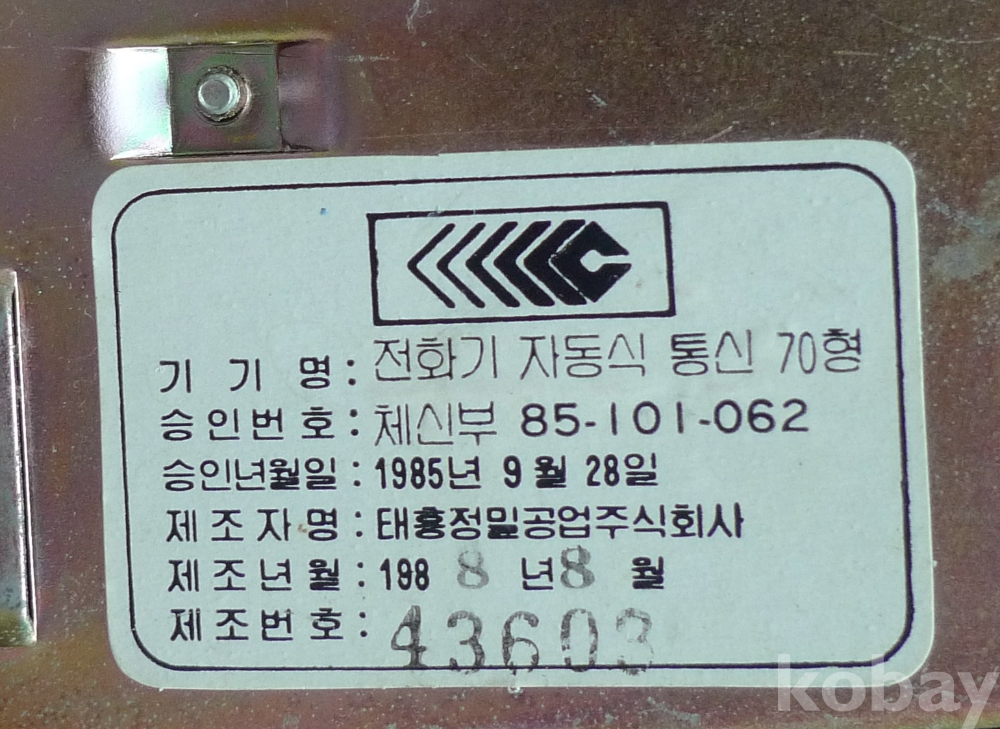 기기명: 전화기 자동식 통신 70형
승인번호: 체신부 85-101-062
승인년월일: 1985년 9월 28일
제조자명: 태흥정밀공업주식회사
제조년월: 198 8 년 8 월
제조번호: 43603
kobay